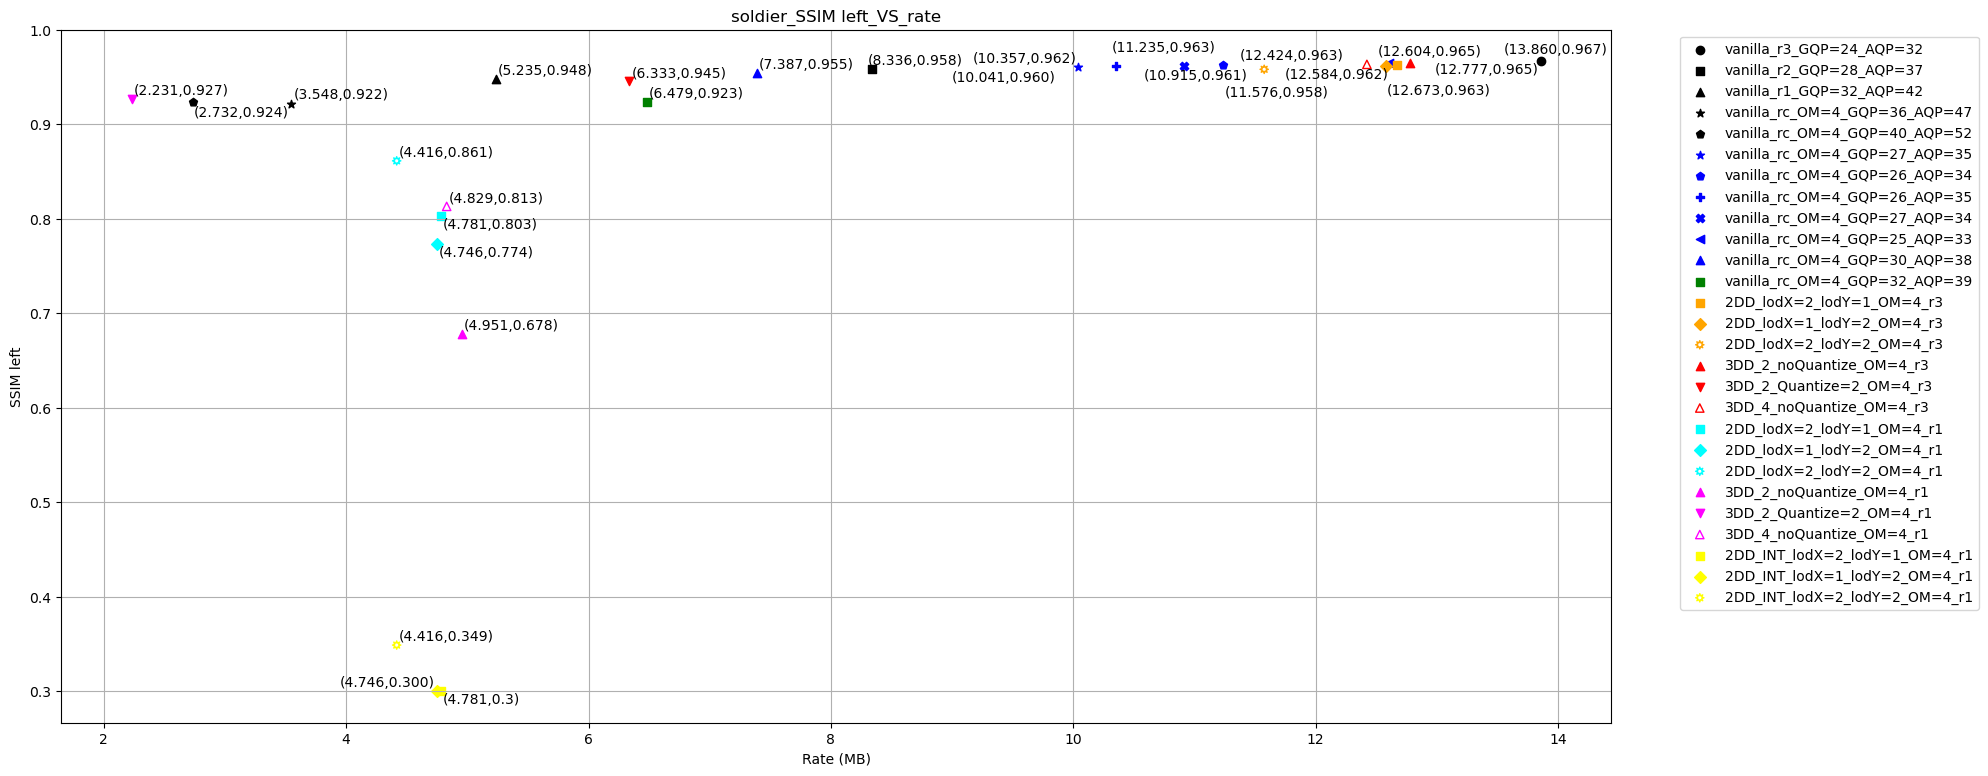 soldier_SSIM left_VS_rate
1.0
0.9
0.8
0.7
0.6
0.5
0.4
0.3
SSIM left
2
4
6
8
10
12
14
Rate (MB)
(2.231,0.927)
(2.732,0.924)
(3.548,0.922)
(5.235,0.948)
(6.333,0.945)
(6.479,0.923)
(7.387,0.955)
(8.336,0.958)
(10.357,0.962)
(10.041,0.960)
(11.235,0.963)
(10.915,0.961)
(12.424,0.963)
(11.576,0.958)
(12.584,0.962)
(12.604,0.965)
(12.673,0.963)
(12.777,0.965)
(13.860,0.967)
(4.416,0.861)
(4.829,0.813)
(4.781,0.803)
(4.746,0.774)
(4.951,0.678)
(4.416,0.349)
(4.746,0.300)
(4.781,0.3)
vanilla_r3_GQP=24_AQP=32
vanilla_r2_GQP=28_AQP=37
vanilla_r1_GQP=32_AQP=42
vanilla_rc_OM=4_GQP=36_AQP=47
vanilla_rc_OM=4_GQP=40_AQP=52
vanilla_rc_OM=4_GQP=27_AQP=35
vanilla_rc_OM=4_GQP=26_AQP=34
vanilla_rc_OM=4_GQP=26_AQP=35
vanilla_rc_OM=4_GQP=27_AQP=34
vanilla_rc_OM=4_GQP=25_AQP=33
vanilla_rc_OM=4_GQP=30_AQP=38
vanilla_rc_OM=4_GQP=32_AQP=39
2DD_lodX=2_lodY=1_OM=4_r3
2DD_lodX=1_lodY=2_OM=4_r3
2DD_lodX=2_lodY=2_OM=4_r3
3DD_2_noQuantize_OM=4_r3
3DD_2_Quantize=2_OM=4_r3
3DD_4_noQuantize_OM=4_r3
2DD_lodX=2_lodY=1_OM=4_r1
2DD_lodX=1_lodY=2_OM=4_r1
2DD_lodX=2_lodY=2_OM=4_r1
3DD_2_noQuantize_OM=4_r1
3DD_2_Quantize=2_OM=4_r1
3DD_4_noQuantize_OM=4_r1
2DD_INT_lodX=2_lodY=1_OM=4_r1
2DD_INT_lodX=1_lodY=2_OM=4_r1
2DD_INT_lodX=2_lodY=2_OM=4_r1